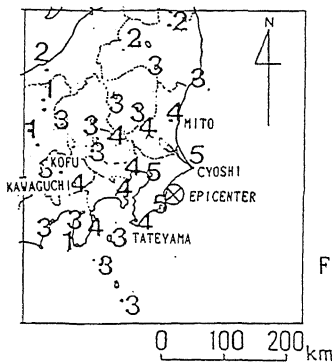 2 2 N
2 3 3
1 3 3 4 MITO
1 3 3 4 4 5
KOFU 3 4 5 CYOSHI
3
KAWAGUCHI 4 4 5 EPICENTER
3 3 4 4
1 3 TATEYAMA F
3
3
0 100 200
km